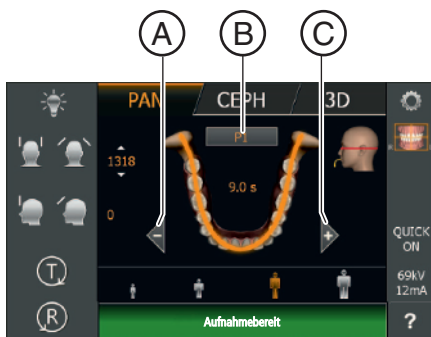 A
B
C
PAN
CEPH
3D
P1
1318
9.0 s
0
QUICK
ON
T
69kV
12mA
R
Aufnahmebereit
?